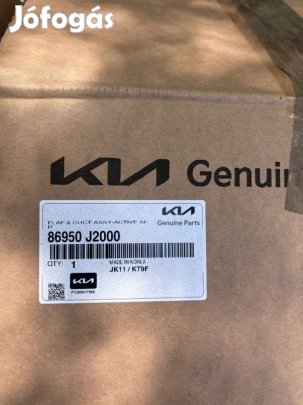 Jófogás
KIA Genuin
FLAP & DUCT ASSY-ACTIVE AI
R
KIA
Genuine Parts
86950 J2000
QTY: 1
MADE IN KOREA
JK11 / KT9F
KIA